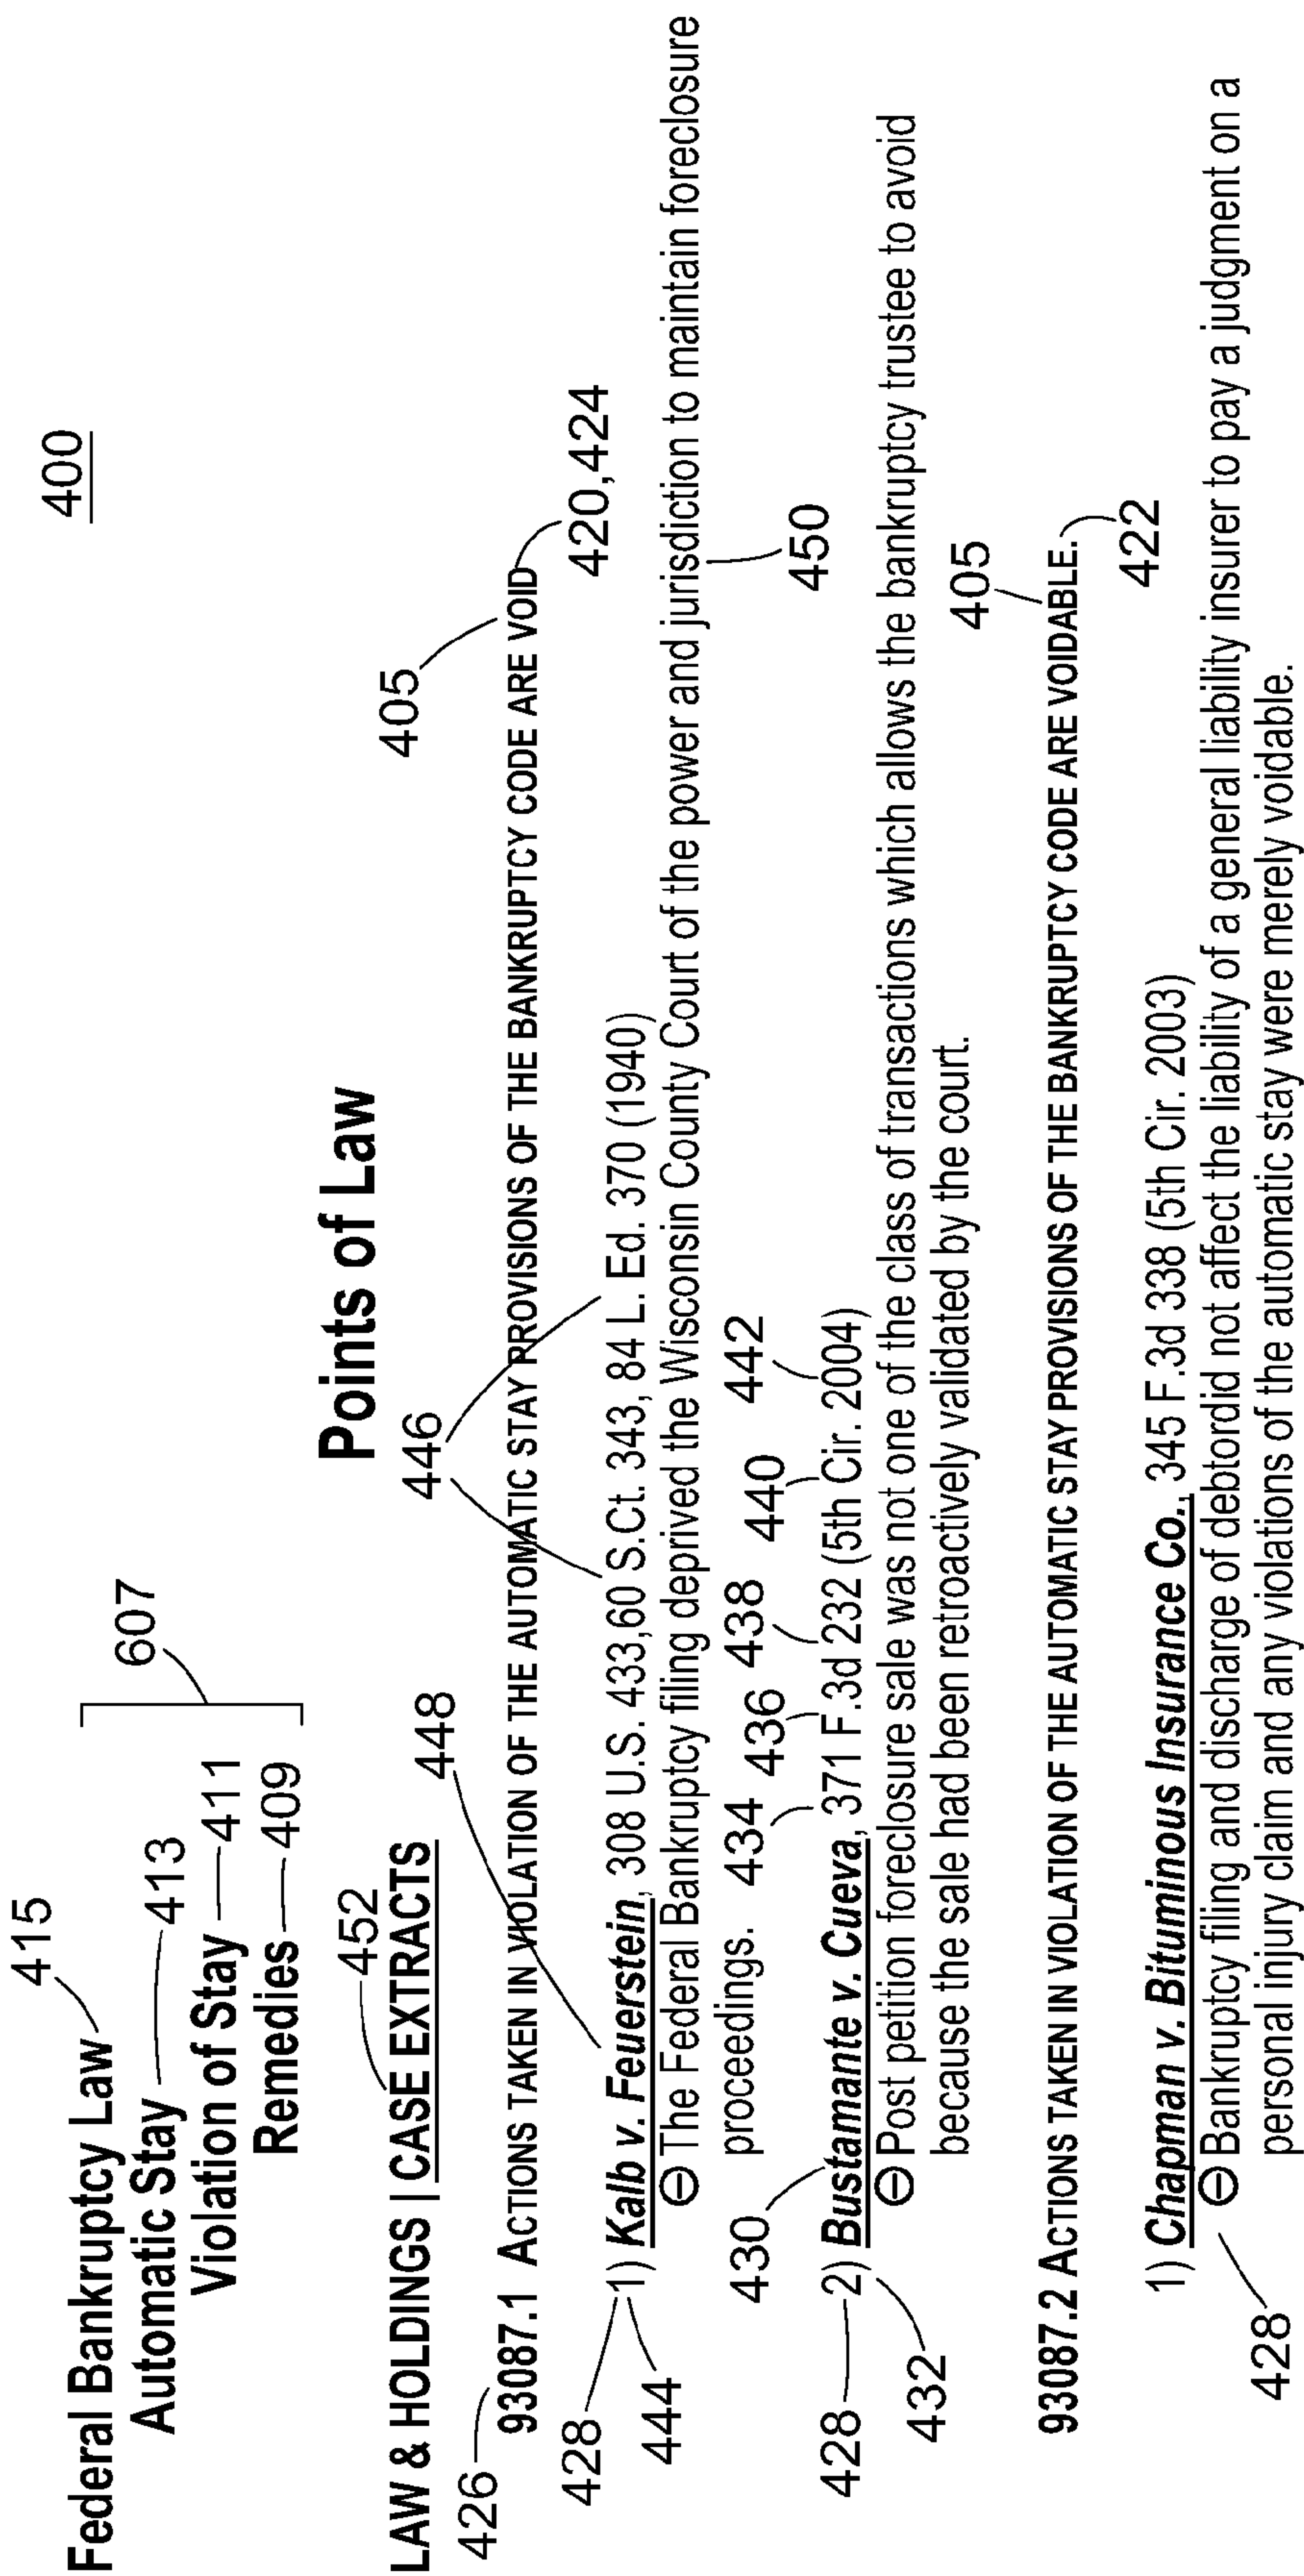 400
Federal Bankruptcy Law 415
Automatic Stay 413
Violation of Stay 411
Remedies 409
607
Points of Law
452
LAW & HOLDINGS | CASE EXTRACTS
448
446
405
426
93087.1 ACTIONS TAKEN IN VIOLATION OF THE AUTOMATIC STAY PROVISIONS OF THE BANKRUPTCY CODE ARE VOID
420,424
428
444
1) Kalb v. Feuerstein, 308 U.S. 433,60 S.Ct. 343, 84 L. Ed. 370 (1940)
⊖ The Federal Bankruptcy filing deprived the Wisconsin County Court of the power and jurisdiction to maintain foreclosure
proceedings.
450
430
434
436
438
440
442
428
432
2) Bustamante v. Cueva, 371 F.3d 232 (5th Cir. 2004)
⊖ Post petition foreclosure sale was not one of the class of transactions which allows the bankruptcy trustee to avoid
because the sale had been retroactively validated by the court.
405
93087.2 ACTIONS TAKEN IN VIOLATION OF THE AUTOMATIC STAY PROVISIONS OF THE BANKRUPTCY CODE ARE VOIDABLE.
422
1) Chapman v. Bituminous Insurance Co., 345 F.3d 338 (5th Cir. 2003)
⊖ Bankruptcy filing and discharge of debtordid not affect the liability of a general liability insurer to pay a judgment on a
personal injury claim and any violations of the automatic stay were merely voidable.
428